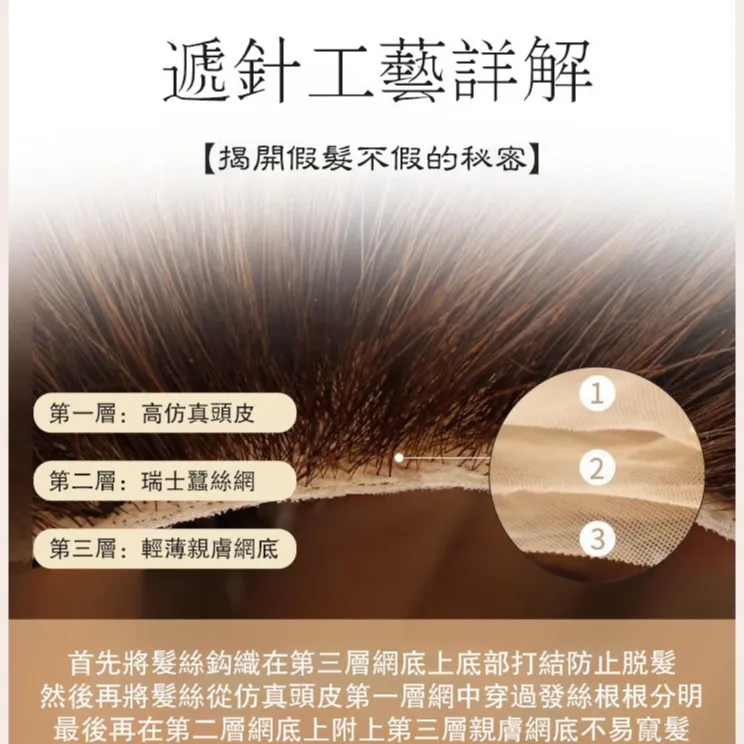 遞針工藝詳解
【揭開假髮不假的秘密】
第一層：高仿真頭皮
第二層：瑞士蠶絲網
第三層：輕薄親膚網底
1
2
3
首先將髮絲鈎織在第三層網底上底部打結防止脱髮
然後再將髮絲從仿真頭皮第一層網中穿過發絲根根分明
最後再在第二層網底上附上第三層親膚網底不易竄髮